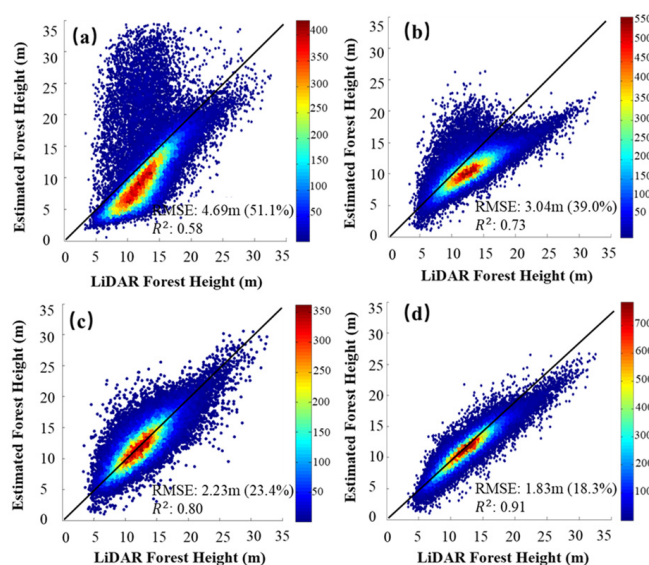 (a)
Estimated Forest Height (m)
35
30
25
20
15
10
5
0
0 5 10 15 20 25 30 35
LiDAR Forest Height (m)
RMSE: 4.69m (51.1%)
R²: 0.58
400
350
300
250
200
150
100
50
(b)
Estimated Forest Height (m)
35
30
25
20
15
10
5
0
0 5 10 15 20 25 30 35
LiDAR Forest Height (m)
RMSE: 3.04m (39.0%)
R²: 0.73
550
500
450
400
350
300
250
200
150
100
50
(c)
Estimated Forest Height (m)
35
30
25
20
15
10
5
0
0 5 10 15 20 25 30 35
LiDAR Forest Height (m)
RMSE: 2.23m (23.4%)
R²: 0.80
350
300
250
200
150
100
50
(d)
Estimated Forest Height (m)
35
30
25
20
15
10
5
0
0 5 10 15 20 25 30 35
LiDAR Forest Height (m)
RMSE: 1.83m (18.3%)
R²: 0.91
700
600
500
400
300
200
100